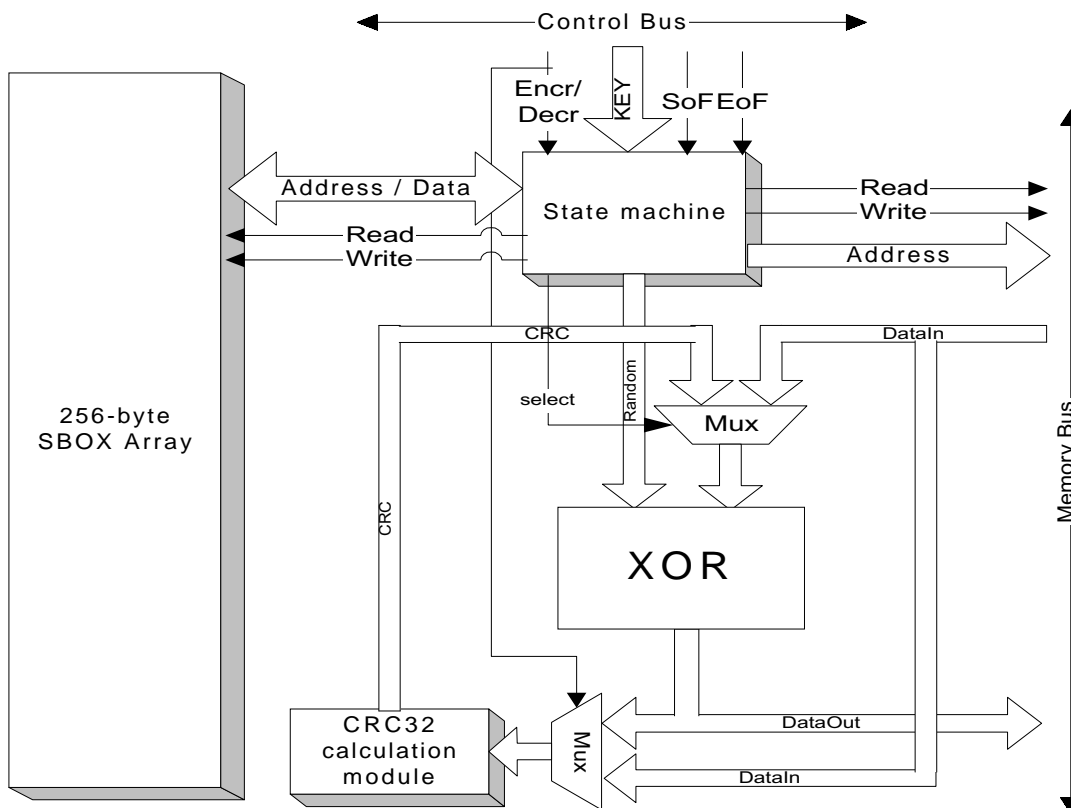 Control Bus
Encr/
Decr
KEY
SoF
EoF
Address / Data
State machine
Read
Write
Read
Write
Address
CRC
DataIn
256-byte
SBOX Array
select
Random
Mux
Memory Bus
CRC
XOR
CRC32
calculation
module
Mux
DataOut
DataIn